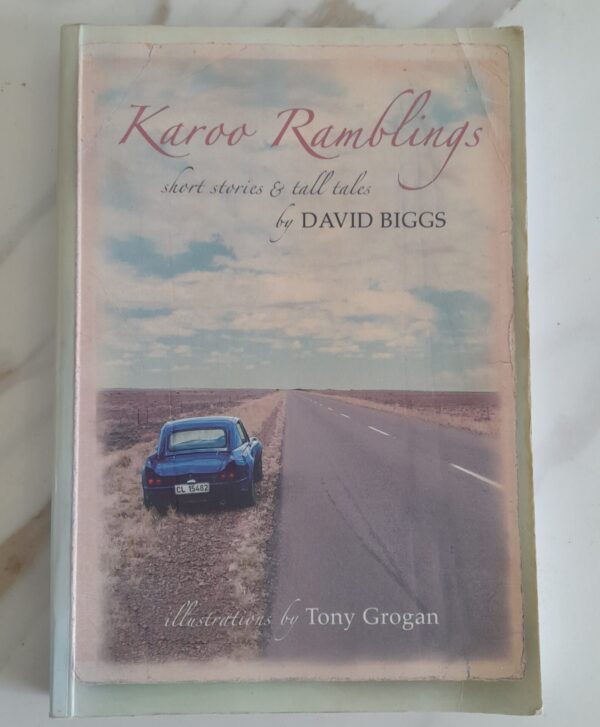 Karoo Ramblings
short stories & tall tales
by DAVID BIGGS
CL 15482
illustrations by Tony Grogan